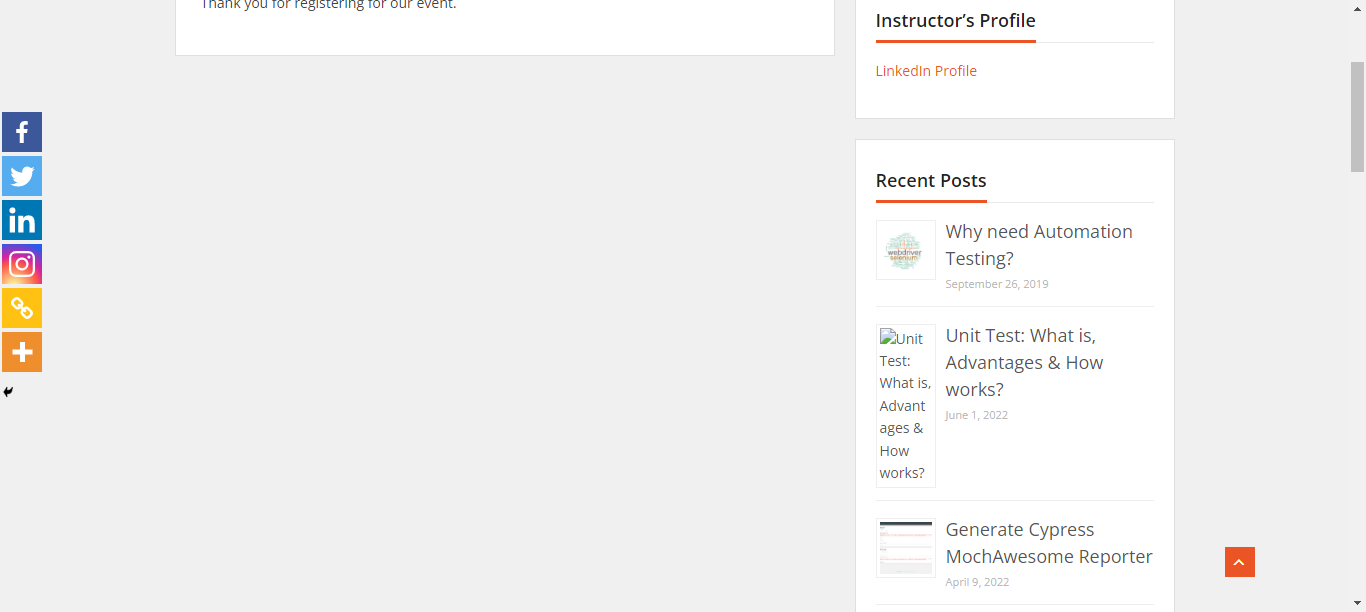 Thank you for registering for our event.
Instructor’s Profile
LinkedIn Profile
Recent Posts
webdriver
selenium
Why need Automation
Testing?
September 26, 2019
Unit
Test:
What is,
Advant
ages &
How
works?
Unit Test: What is,
Advantages & How
works?
June 1, 2022
Generate Cypress
MochAwesome Reporter
April 9, 2022